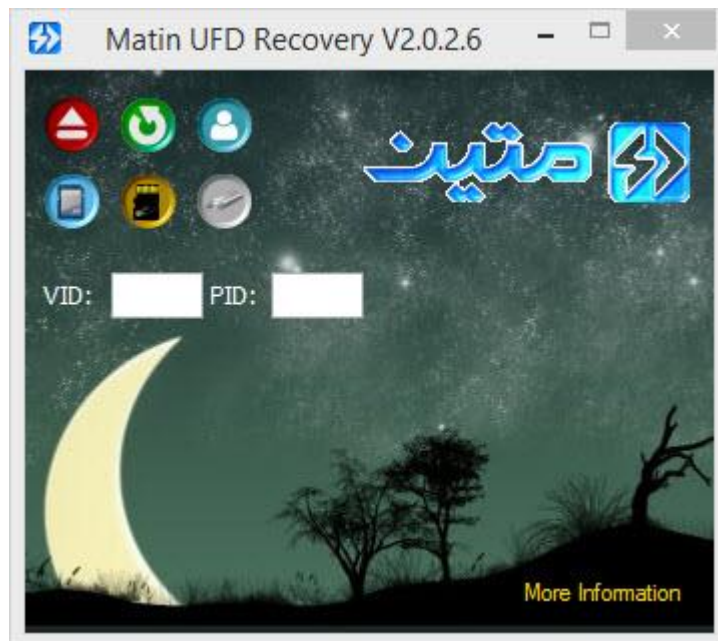 Matin UFD Recovery V2.0.2.6
متین
VID:
PID:
More Information